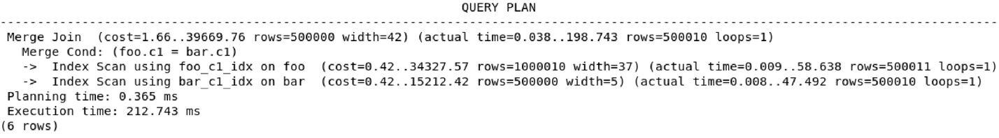 QUERY PLAN
-----------------------------------------------------------------------------------------------------------------------------------------
Merge Join  (cost=1.66..39669.76 rows=500000 width=42) (actual time=0.038..198.743 rows=500010 loops=1)
  Merge Cond: (foo.c1 = bar.c1)
  ->  Index Scan using foo_c1_idx on foo  (cost=0.42..34327.57 rows=1000010 width=37) (actual time=0.009..58.638 rows=500011 loops=1)
  ->  Index Scan using bar_c1_idx on bar  (cost=0.42..15212.42 rows=500000 width=5) (actual time=0.008..47.492 rows=500010 loops=1)
Planning time: 0.365 ms
Execution time: 212.743 ms
(6 rows)